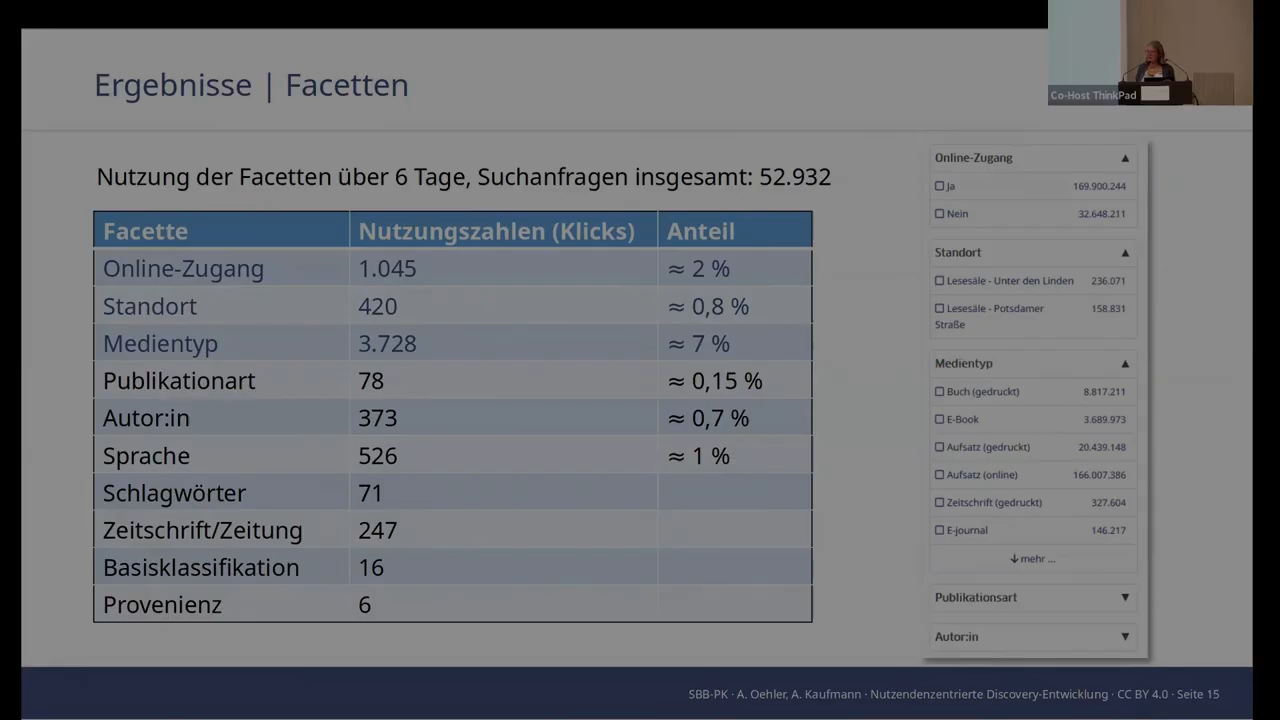 Ergebnisse | Facetten
Co-Host ThinkPad
Nutzung der Facetten über 6 Tage, Suchanfragen insgesamt: 52.932
Facette Nutzungszahlen (Klicks) Anteil
Online-Zugang 1.045 ≈ 2 %
Standort 420 ≈ 0,8 %
Medientyp 3.728 ≈ 7 %
Publikationart 78 ≈ 0,15 %
Autor:in 373 ≈ 0,7 %
Sprache 526 ≈ 1 %
Schlagwörter 71
Zeitschrift/Zeitung 247
Basisklassifikation 16
Provenienz 6
Online-Zugang ▲
Ja 169.900.244
Nein 32.648.211
Standort ▲
Lesesäle - Unter den Linden 236.071
Lesesäle - Potsdamer 158.831
Straße
Medientyp ▲
Buch (gedruckt) 8.817.211
E-Book 3.689.973
Aufsatz (gedruckt) 20.439.148
Aufsatz (online) 166.007.386
Zeitschrift (gedruckt) 327.604
E-Journal 146.217
↓ mehr ...
Publikationsart ▼
Autor:in ▼
SBB-PK · A. Oehler, A. Kaufmann · Nutzendenzentrierte Discovery-Entwicklung · CC BY 4.0 · Seite 15